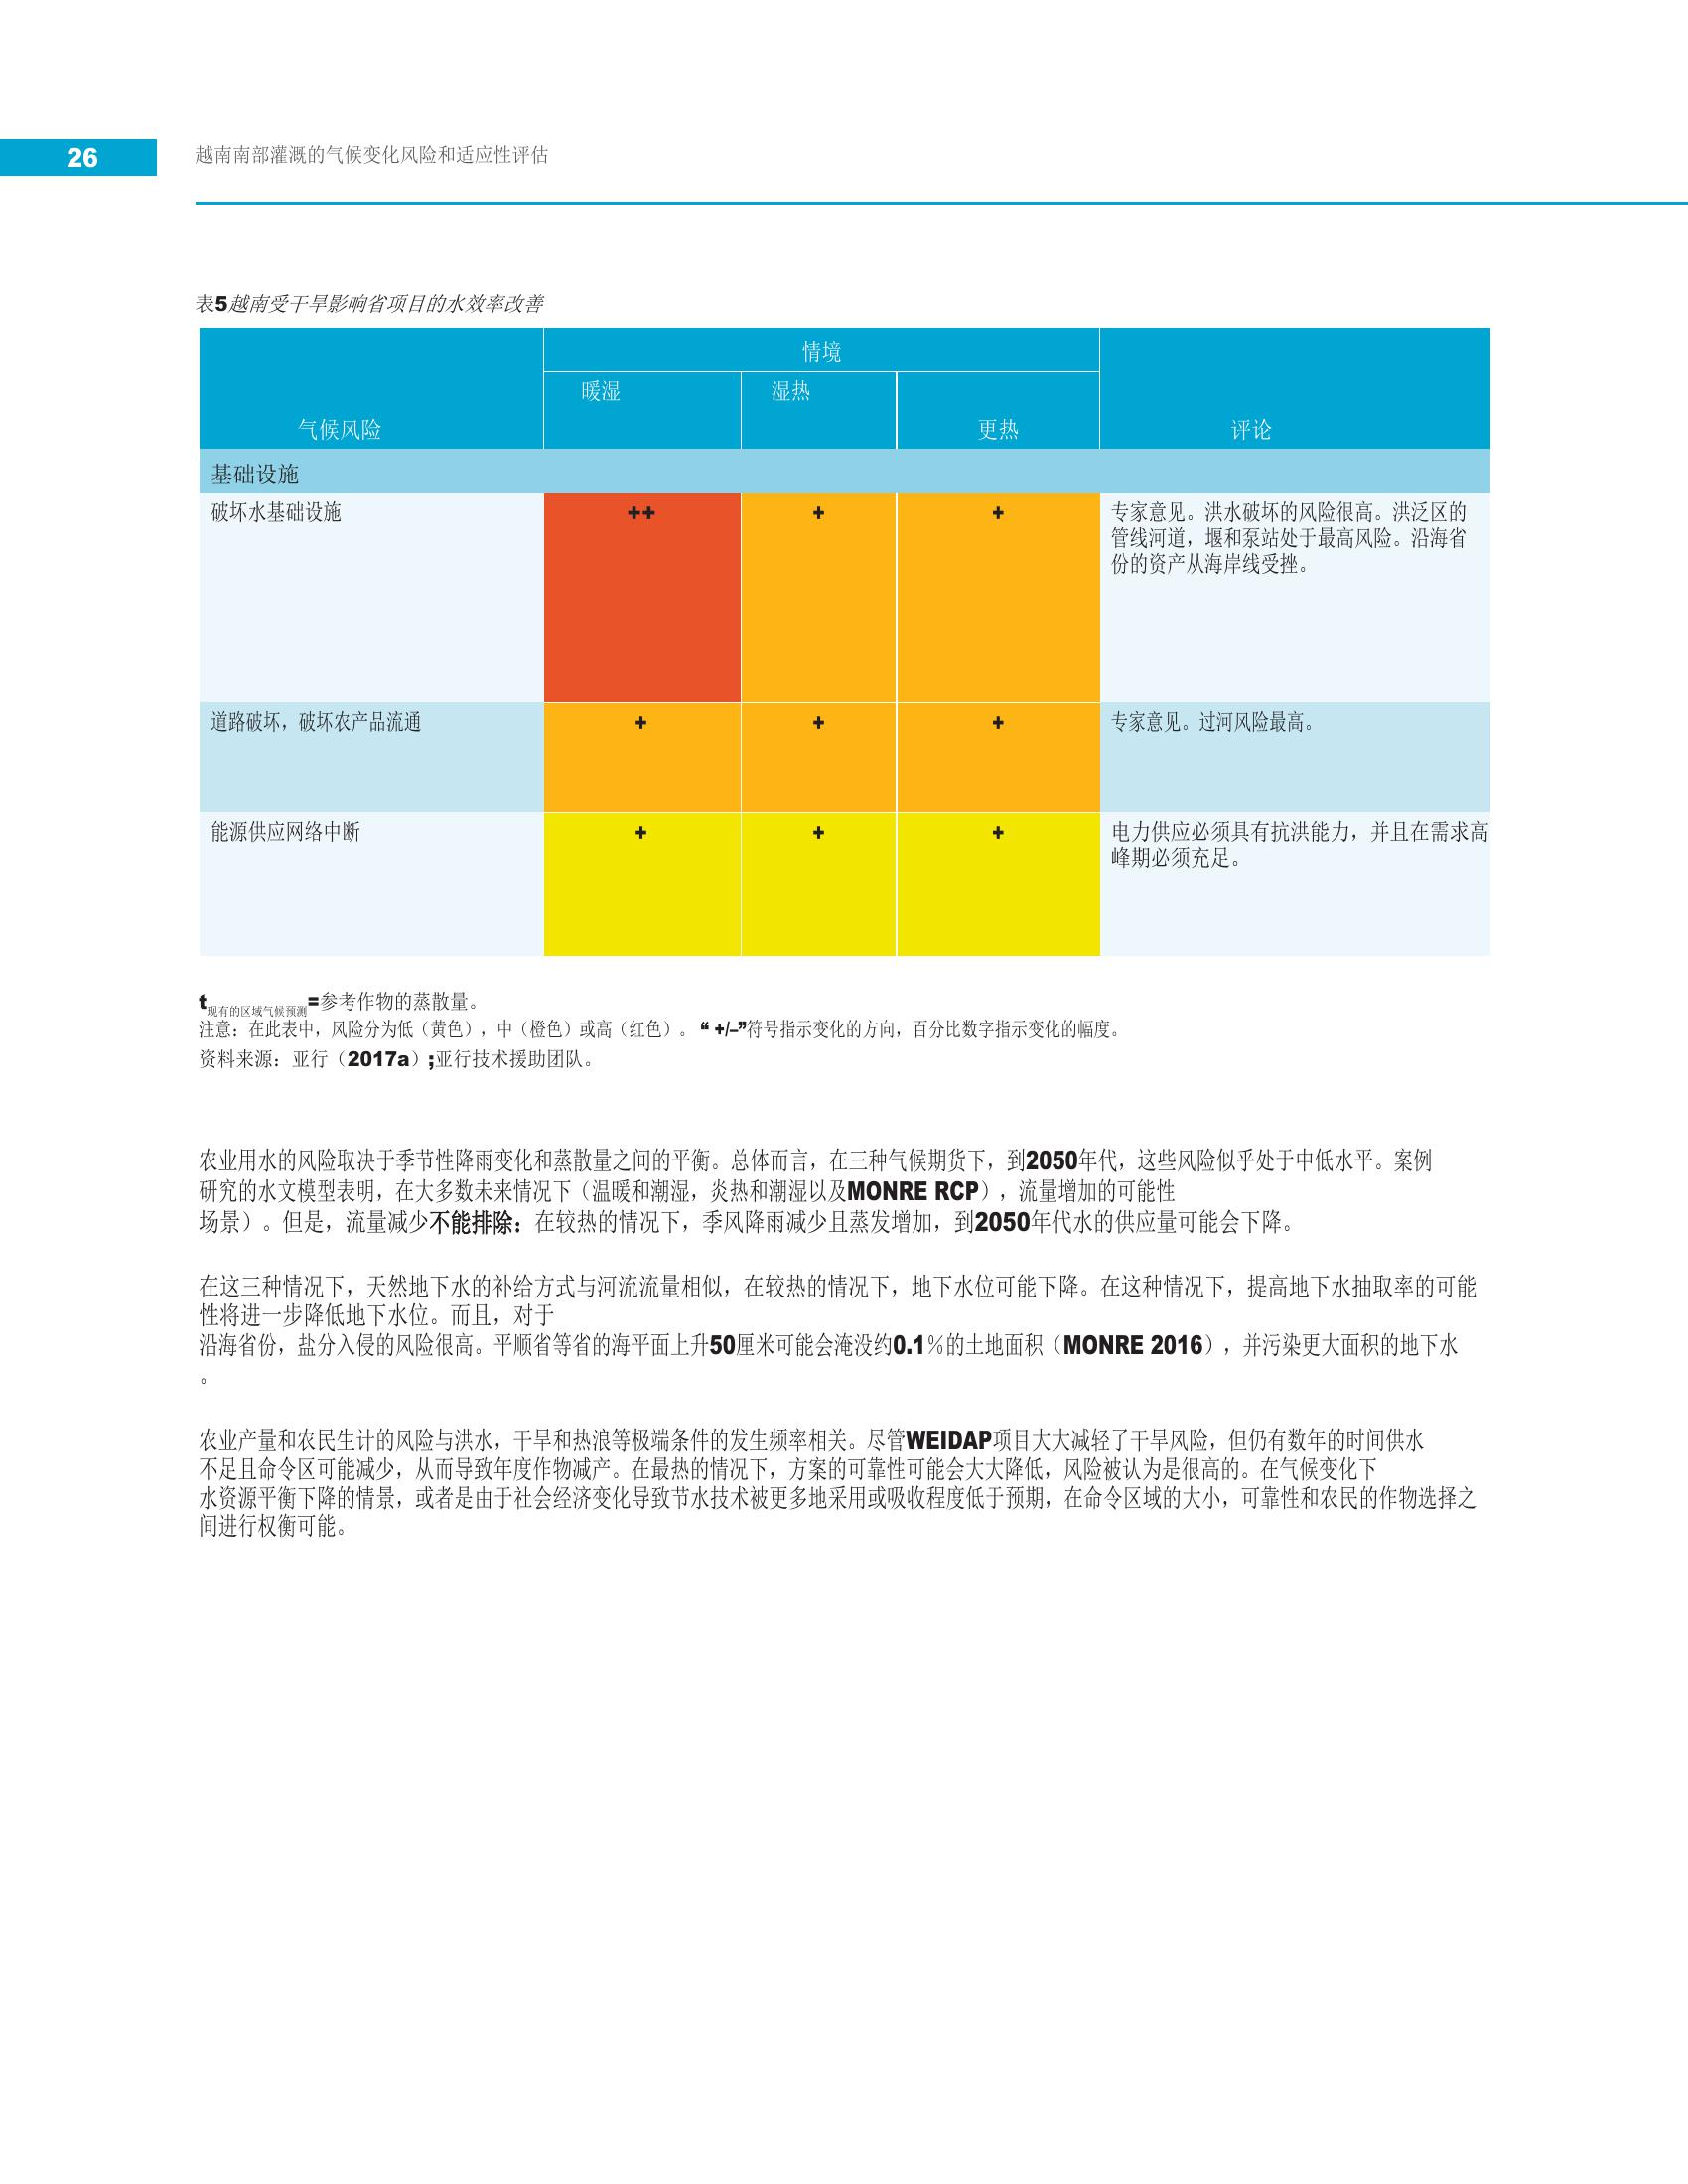 26
越南南部灌溉的气候变化风险和适应性评估
表5越南受干旱影响省项目的水效率改善
情境
暖湿
湿热
气候风险
更热
评论
基础设施
破坏水基础设施
++
+
+
专家意见。洪水破坏的风险很高。洪泛区的
管线河道，堰和泵站处于最高风险。沿海省
份的资产从海岸线受挫。
道路破坏，破坏农产品流通
+
+
+
专家意见。过河风险最高。
能源供应网络中断
+
+
+
电力供应必须具有抗洪能力，并且在需求高
峰期必须充足。
t现有的区域气候预测=参考作物的蒸散量。
注意：在此表中，风险分为低（黄色），中（橙色）或高（红色）。 “ +/–”符号指示变化的方向，百分比数字指示变化的幅度。
资料来源：亚行（2017a）;亚行技术援助团队。
农业用水的风险取决于季节性降雨变化和蒸散量之间的平衡。总体而言，在三种气候期货下，到2050年代，这些风险似乎处于中低水平。案例
研究的水文模型表明，在大多数未来情况下（温暖和潮湿，炎热和潮湿以及MONRE RCP），流量增加的可能性
场景）。但是，流量减少不能排除：在较热的情况下，季风降雨减少且蒸发增加，到2050年代水的供应量可能会下降。
在这三种情况下，天然地下水的补给方式与河流流量相似，在较热的情况下，地下水位可能下降。在这种情况下，提高地下水抽取率的可能
性将进一步降低地下水位。而且，对于
沿海省份，盐分入侵的风险很高。平顺省等省的海平面上升50厘米可能会淹没约0.1％的土地面积（MONRE 2016），并污染更大面积的地下水
。
农业产量和农民生计的风险与洪水，干旱和热浪等极端条件的发生频率相关。尽管WEIDAP项目大大减轻了干旱风险，但仍有数年的时间供水
不足且命令区可能减少，从而导致年度作物减产。在最热的情况下，方案的可靠性可能会大大降低，风险被认为是很高的。在气候变化下
水资源平衡下降的情景，或者是由于社会经济变化导致节水技术被更多地采用或吸收程度低于预期，在命令区域的大小，可靠性和农民的作物选择之
间进行权衡可能。